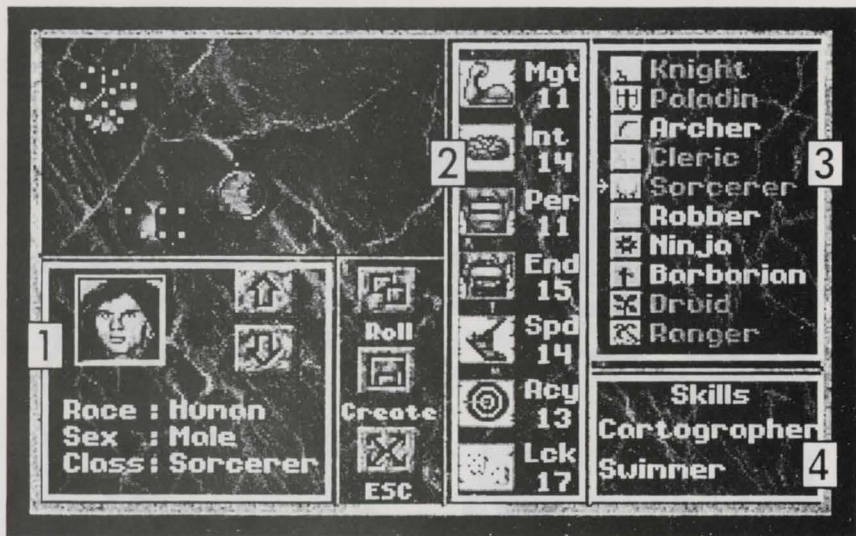 1
Race : Human
Sex : Male
Class : Sorcerer
Roll
Create
ESC
2
Mgt
11
Int
14
Per
11
End
15
Spd
14
Acy
13
Lck
17
3
Knight
Paladin
Archer
Cleric
Sorcerer
Robber
Ninja
Barbarian
Druid
Ranger
Skills
Cartographer
Swimmer
4